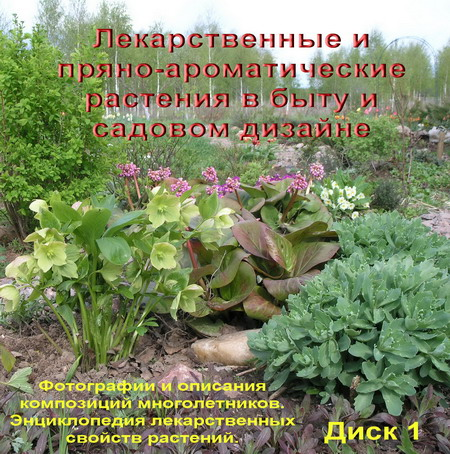 Лекарственные и
пряно-ароматические
растения в быту и
садовом дизайне
Фотографии и описания
композиций многолетников.
Энциклопедия лекарственных
свойств растений.
Диск 1